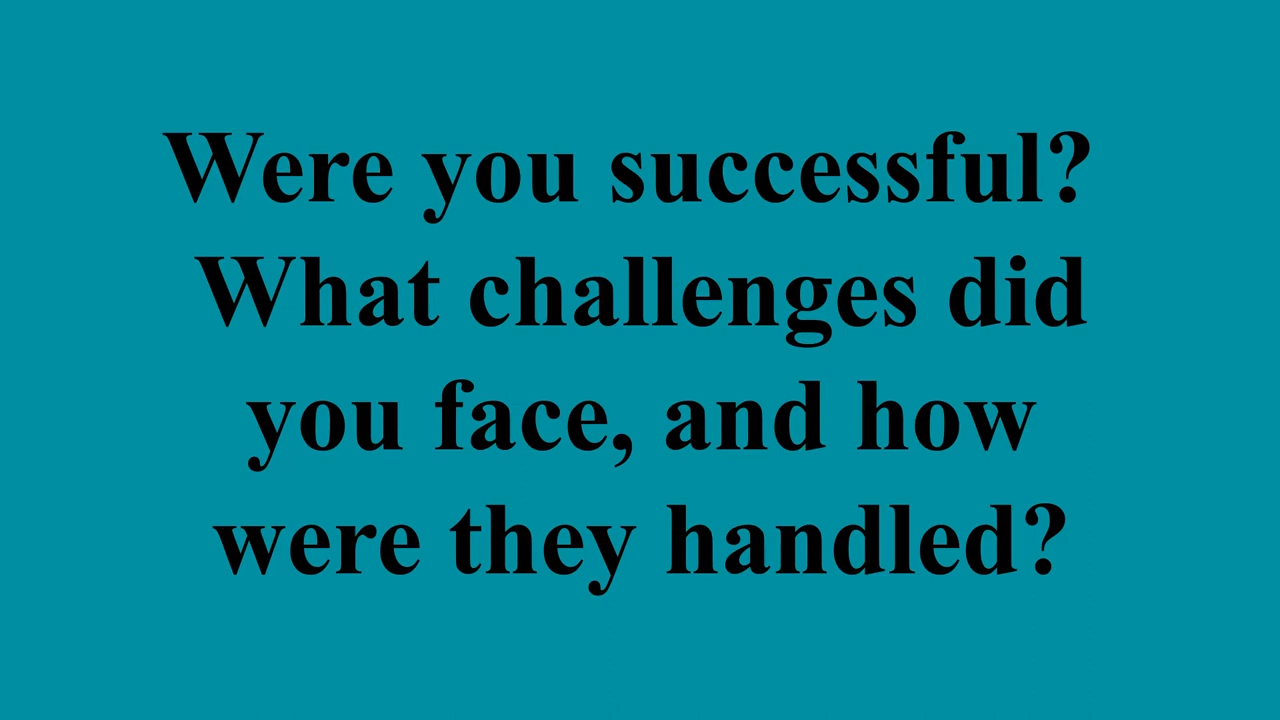 Were you successful?
What challenges did
you face, and how
were they handled?